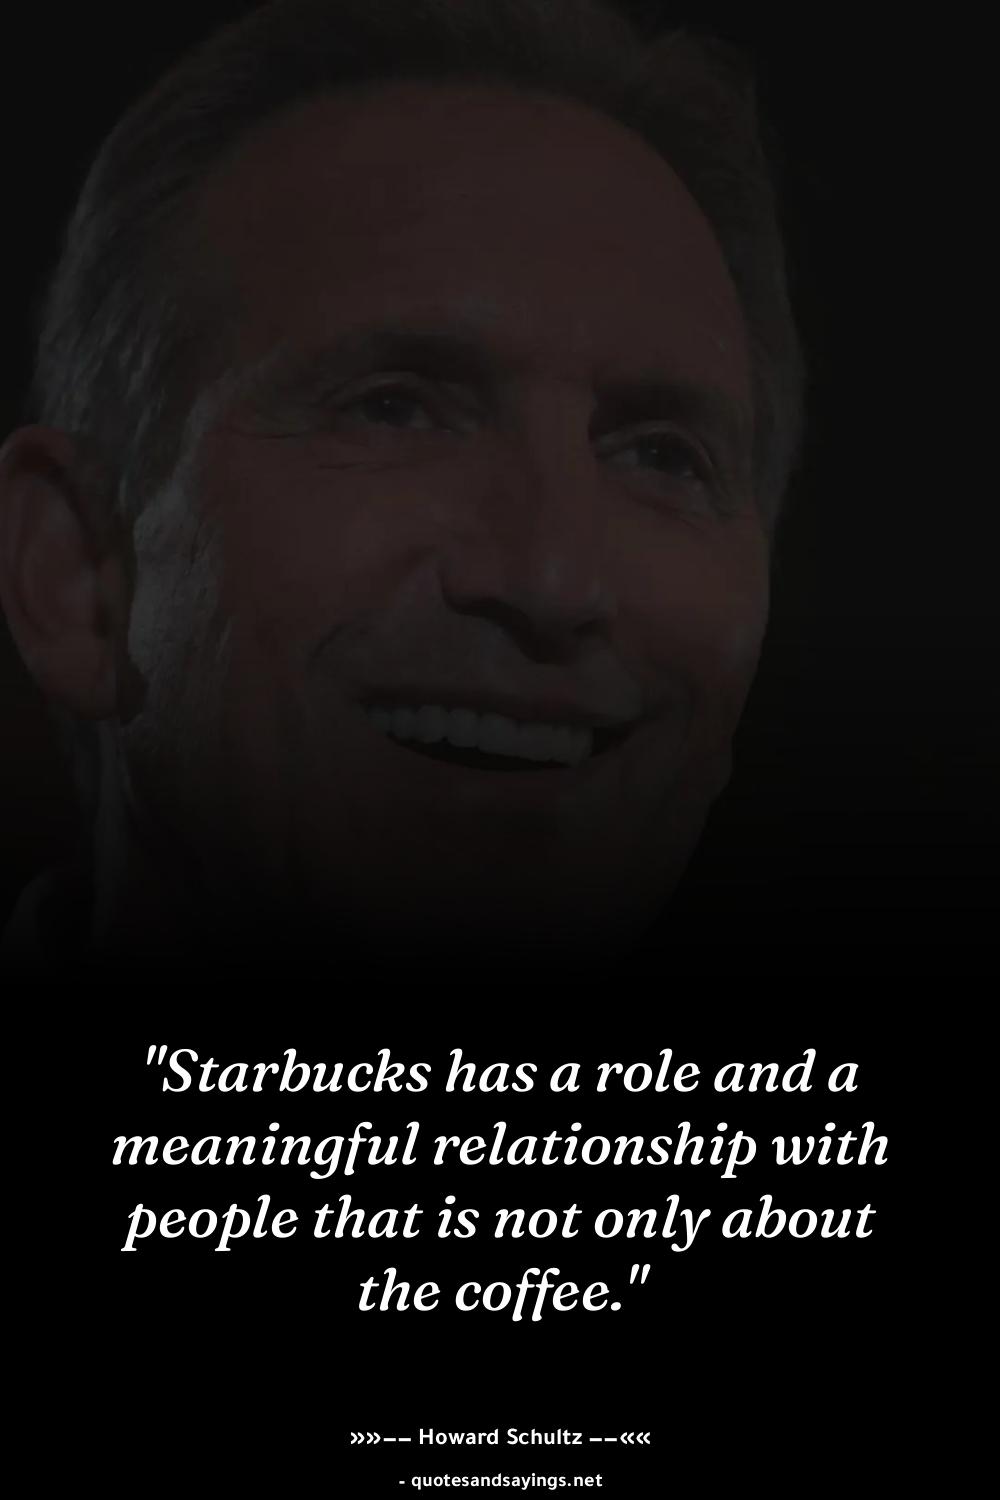 "Starbucks has a role and a
meaningful relationship with
people that is not only about
the coffee."
»»−− Howard Schultz −−««
- quotesandsayings.net